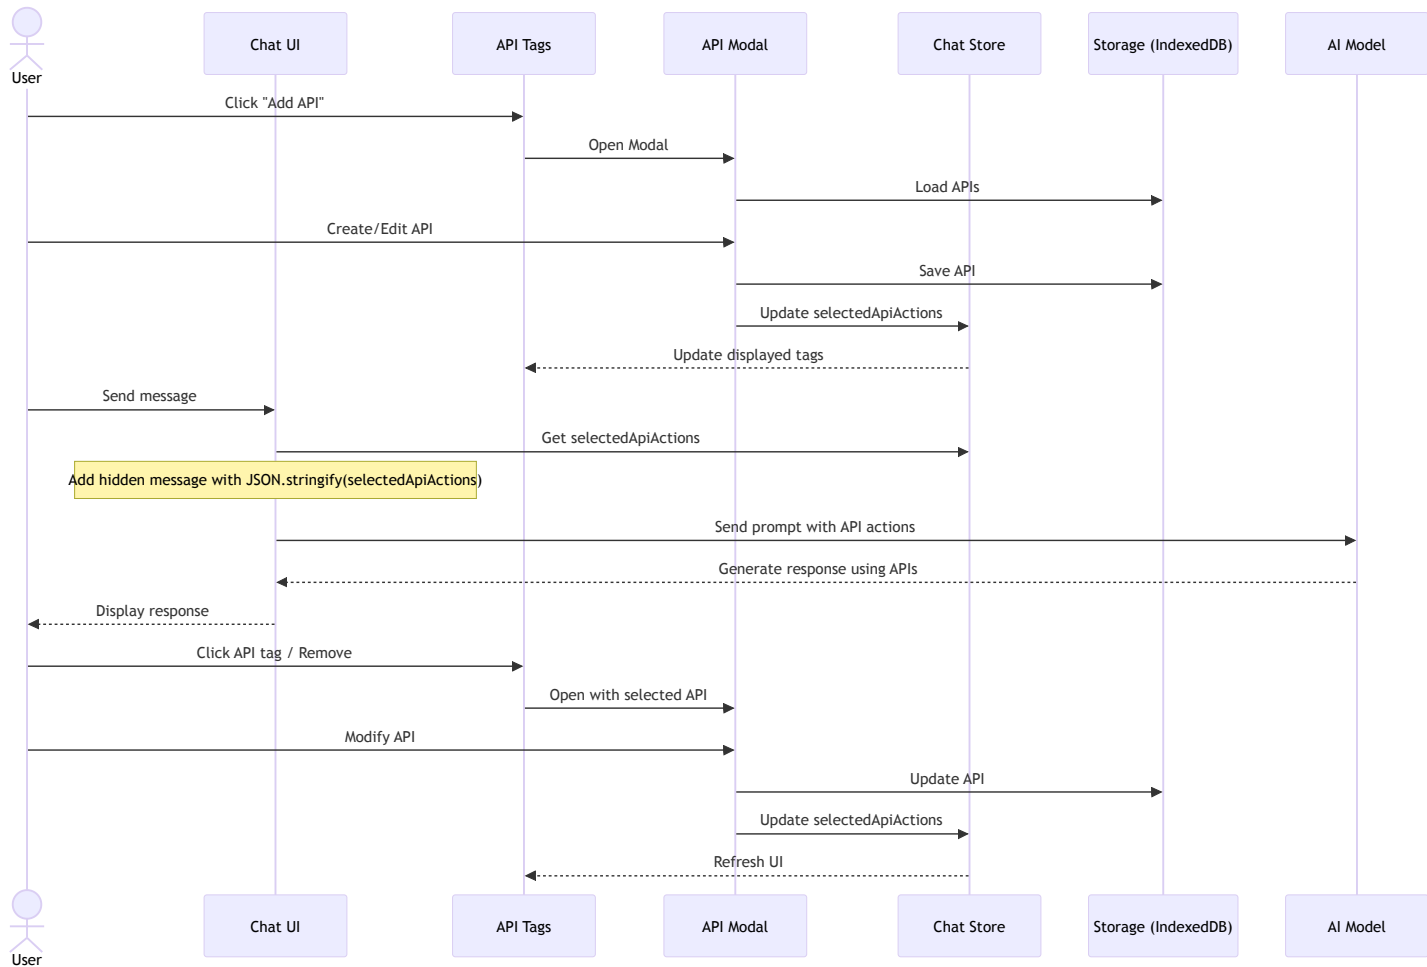 User
Chat UI
API Tags
API Modal
Chat Store
Storage (IndexedDB)
AI Model
Click "Add API"
Open Modal
Load APIs
Create/Edit API
Save API
Update selectedApiActions
Update displayed tags
Send message
Get selectedApiActions
Add hidden message with JSON.stringify(selectedApiActions)
Send prompt with API actions
Generate response using APIs
Display response
Click API tag / Remove
Open with selected API
Modify API
Update API
Update selectedApiActions
Refresh UI
User
Chat UI
API Tags
API Modal
Chat Store
Storage (IndexedDB)
AI Model